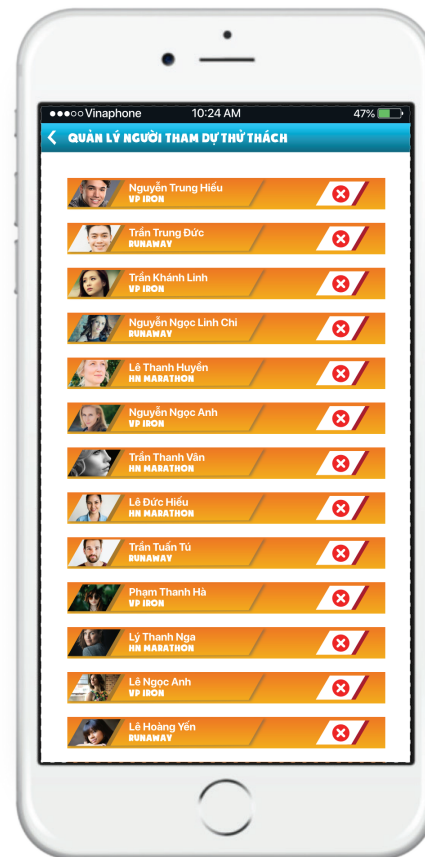 Vinaphone 10:24 AM 47%
QUẢN LÝ NGƯỜI THAM DỰ THỬ THÁCH
Nguyễn Trung Hiếu
VP IRON
Trần Trung Đức
RUNAWAY
Trần Khánh Linh
VP IRON
Nguyễn Ngọc Linh Chi
RUNAWAY
Lê Thanh Huyền
HN MARATHON
Nguyễn Ngọc Anh
VP IRON
Trần Thanh Vân
HN MARATHON
Lê Đức Hiếu
HN MARATHON
Trần Tuấn Tú
RUNAWAY
Phạm Thanh Hà
VP IRON
Lý Thanh Nga
HN MARATHON
Lê Ngọc Anh
VP IRON
Lê Hoàng Yến
RUNAWAY